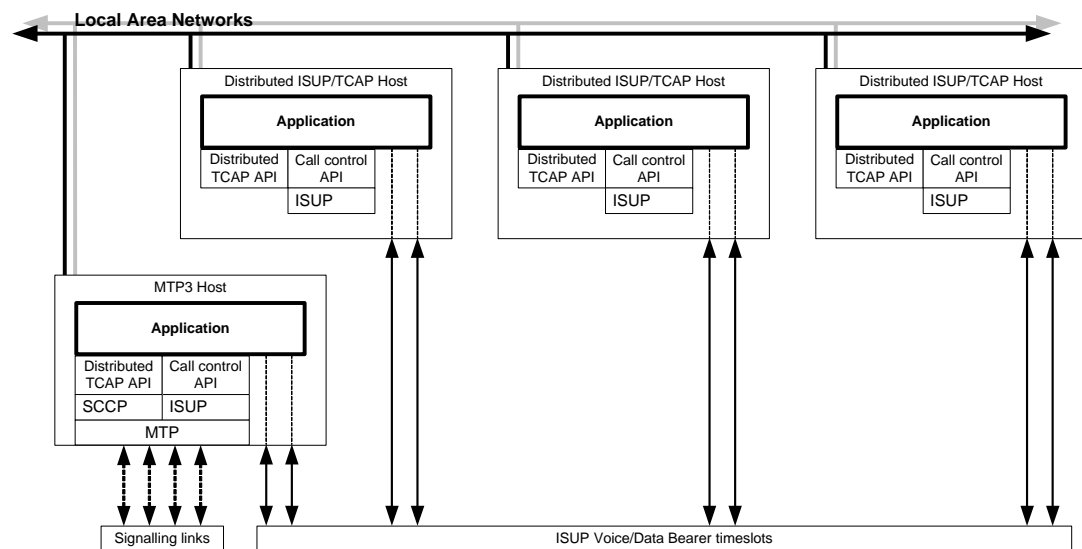 Local Area Networks
Distributed ISUP/TCAP Host
Application
Distributed
TCAP API
Call control
API
ISUP
Distributed ISUP/TCAP Host
Application
Distributed
TCAP API
Call control
API
ISUP
Distributed ISUP/TCAP Host
Application
Distributed
TCAP API
Call control
API
ISUP
MTP3 Host
Application
Distributed
TCAP API
Call control
API
SCCP
ISUP
MTP
Signalling links
ISUP Voice/Data Bearer timeslots